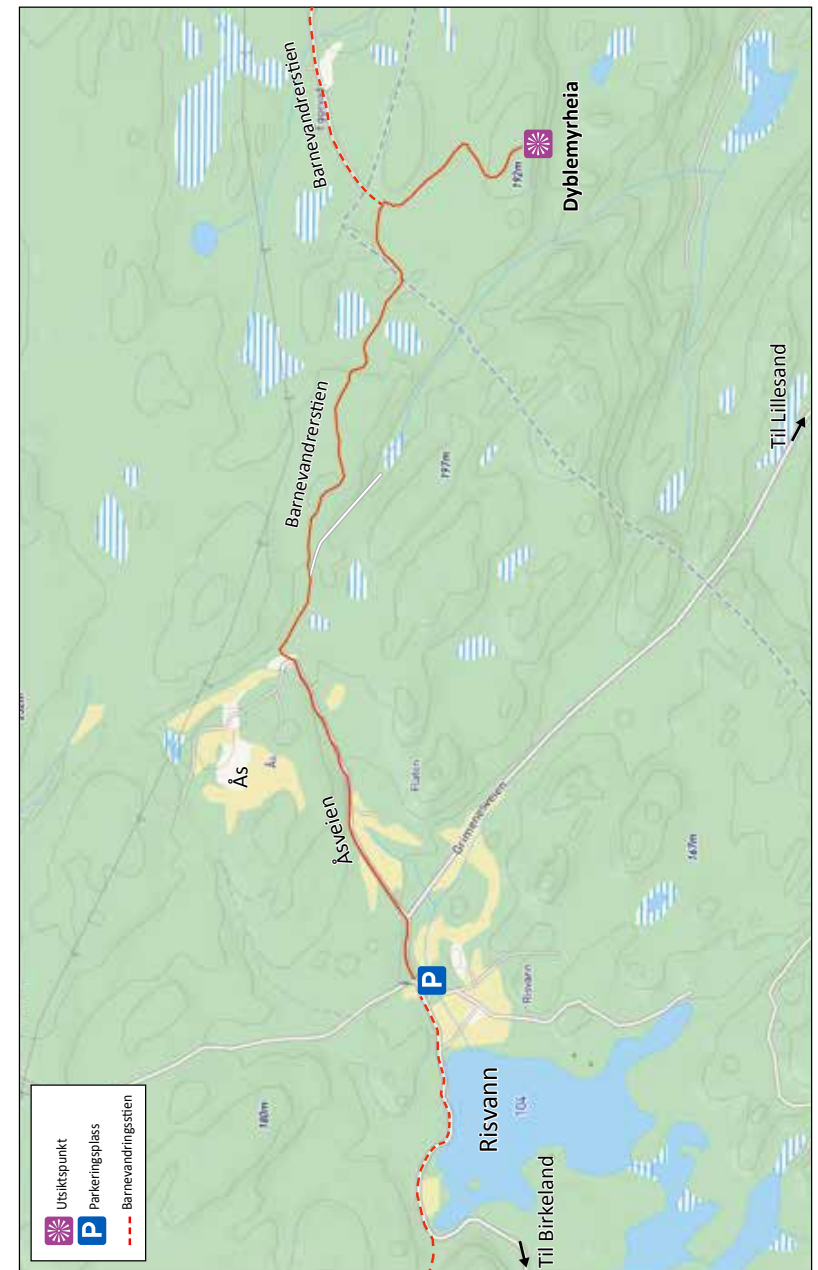 Utsiktspunkt
P Parkeringsplass
Barnevandringsstien
180m
Ås
Ås
Barnevandrerstien
Barnevandrerstien
Åsveien
Flaten
P
197m
Grimenesveien
Risvann
104
Risvann
192m
Dyblemyrheia
Til Birkeland
167m
Til Lillesand